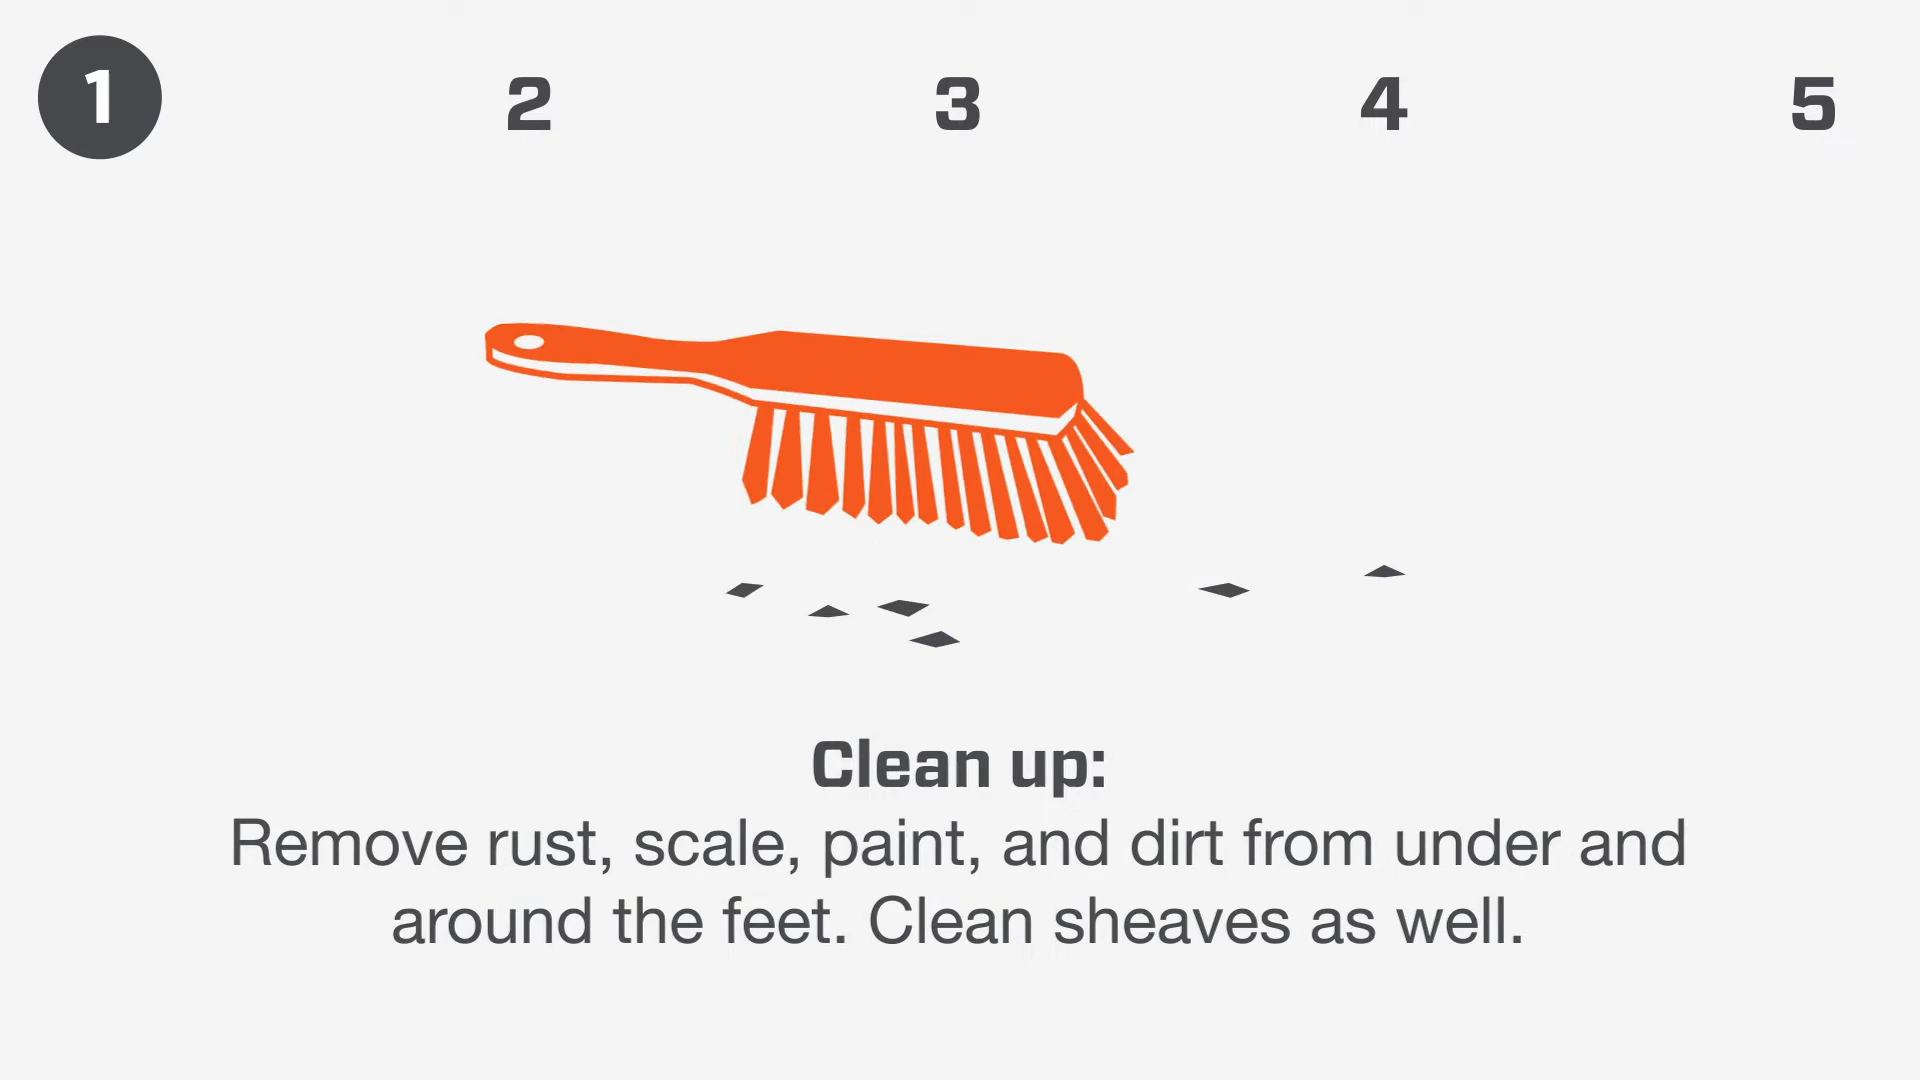 1 2 3 4 5
Clean up:
Remove rust, scale, paint, and dirt from under and
around the feet. Clean sheaves as well.